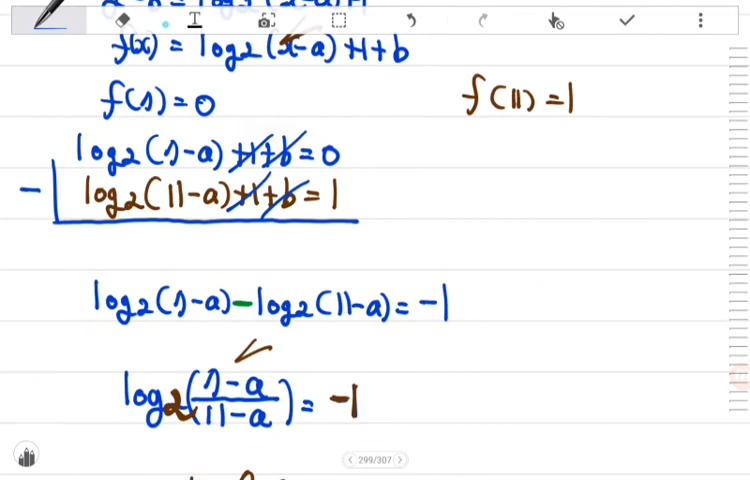 f(x) = log2(x-a)+1+b
f(1)=0
f(11)=1
log2(1-a)+1+b=0
- log2(11-a)+1+b=1
log2(1-a)-log2(11-a)=-1
log2(1-a/11-a)=-1
299/307